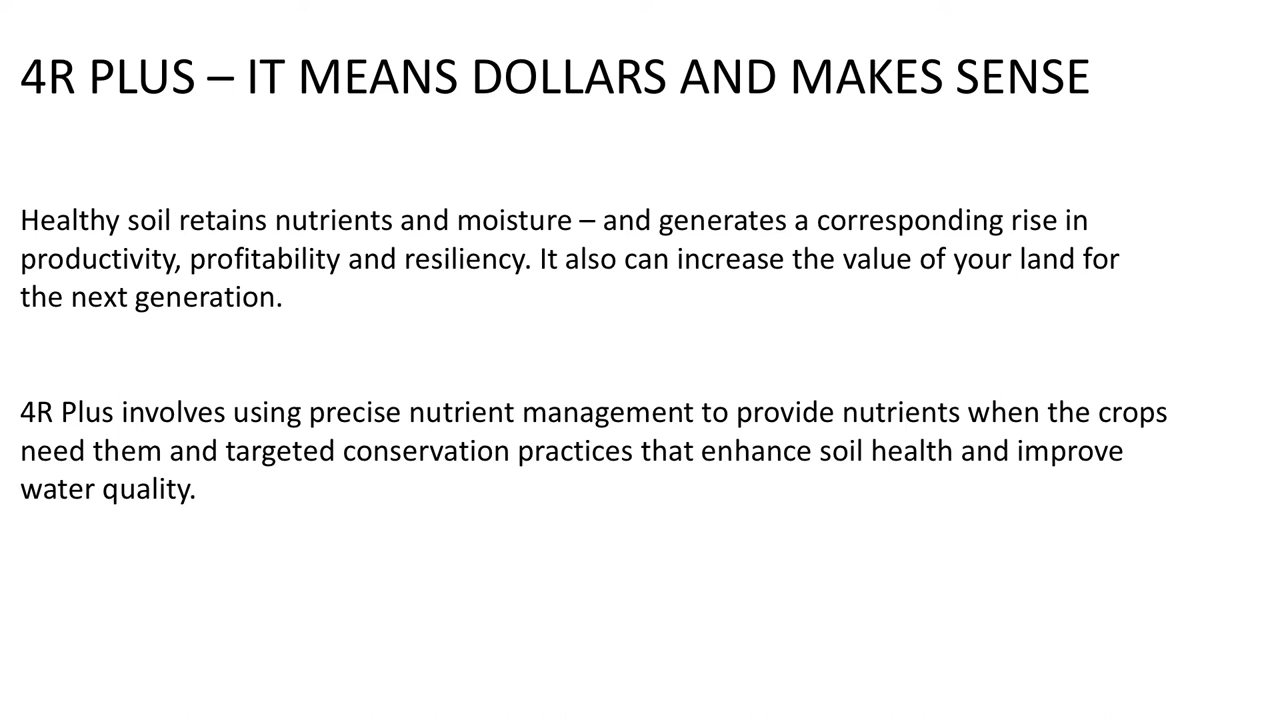 4R PLUS – IT MEANS DOLLARS AND MAKES SENSE
Healthy soil retains nutrients and moisture – and generates a corresponding rise in
productivity, profitability and resiliency. It also can increase the value of your land for
the next generation.
4R Plus involves using precise nutrient management to provide nutrients when the crops
need them and targeted conservation practices that enhance soil health and improve
water quality.